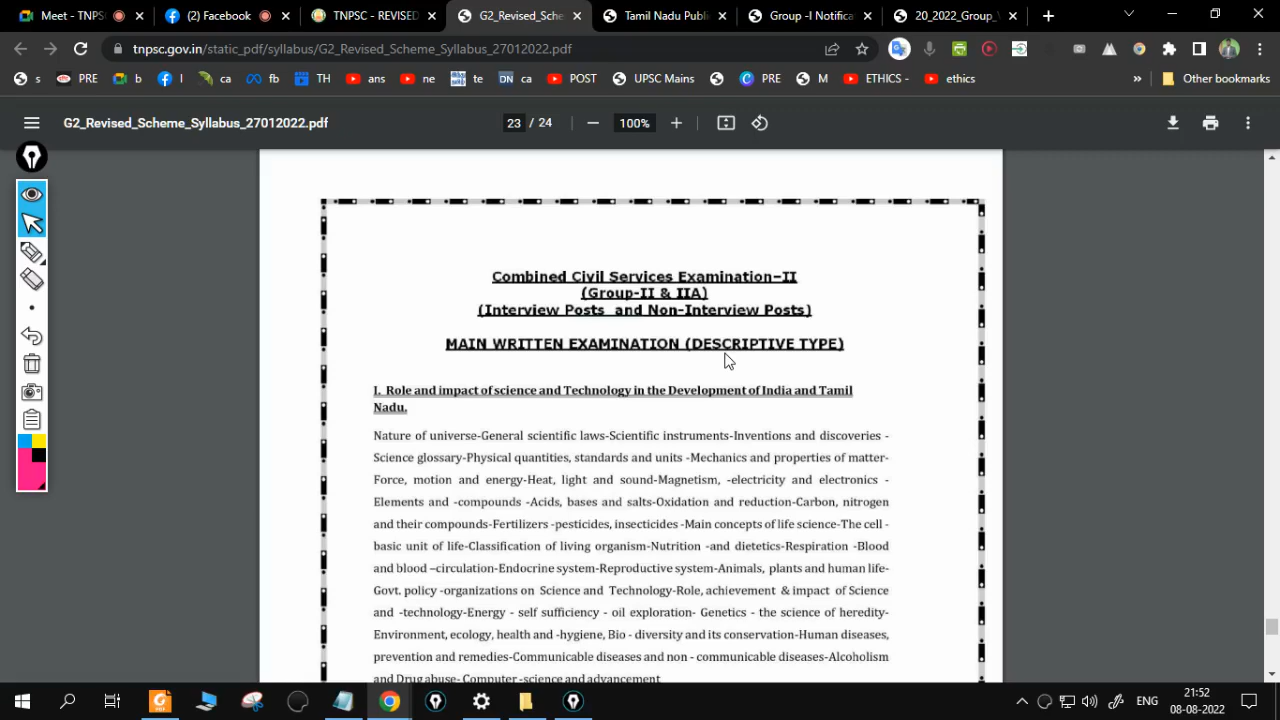 Meet - TNPS
(2) Facebook
TNPSC - REVISED
G2_Revised_Sche
Tamil Nadu Publi
Group -I Notifica
20_2022_Group_
tnpsc.gov.in/static_pdf/syllabus/G2_Revised_Scheme_Syllabus_27012022.pdf
s PRE b I ca fb TH ans ne te DN ca POST UPSC Mains PRE M ETHICS - ethics » Other bookmarks
G2_Revised_Scheme_Syllabus_27012022.pdf 23 / 24 100%
Combined Civil Services Examination–II
(Group-II & IIA)
(Interview Posts and Non-Interview Posts)
MAIN WRITTEN EXAMINATION (DESCRIPTIVE TYPE)
I. Role and impact of science and Technology in the Development of India and Tamil
Nadu.
Nature of universe-General scientific laws-Scientific instruments-Inventions and discoveries -
Science glossary-Physical quantities, standards and units -Mechanics and properties of matter-
Force, motion and energy-Heat, light and sound-Magnetism, -electricity and electronics -
Elements and -compounds -Acids, bases and salts-Oxidation and reduction-Carbon, nitrogen
and their compounds-Fertilizers -pesticides, insecticides -Main concepts of life science-The cell -
basic unit of life-Classification of living organism-Nutrition -and dietetics-Respiration -Blood
and blood –circulation-Endocrine system-Reproductive system-Animals, plants and human life-
Govt. policy -organizations on Science and Technology-Role, achievement & impact of Science
and -technology-Energy - self sufficiency - oil exploration- Genetics - the science of heredity-
Environment, ecology, health and -hygiene, Bio - diversity and its conservation-Human diseases,
prevention and remedies-Communicable diseases and non - communicable diseases-Alcoholism
and Drug abuse- Computer -science and advancement
ENG
21:52
08-08-2022